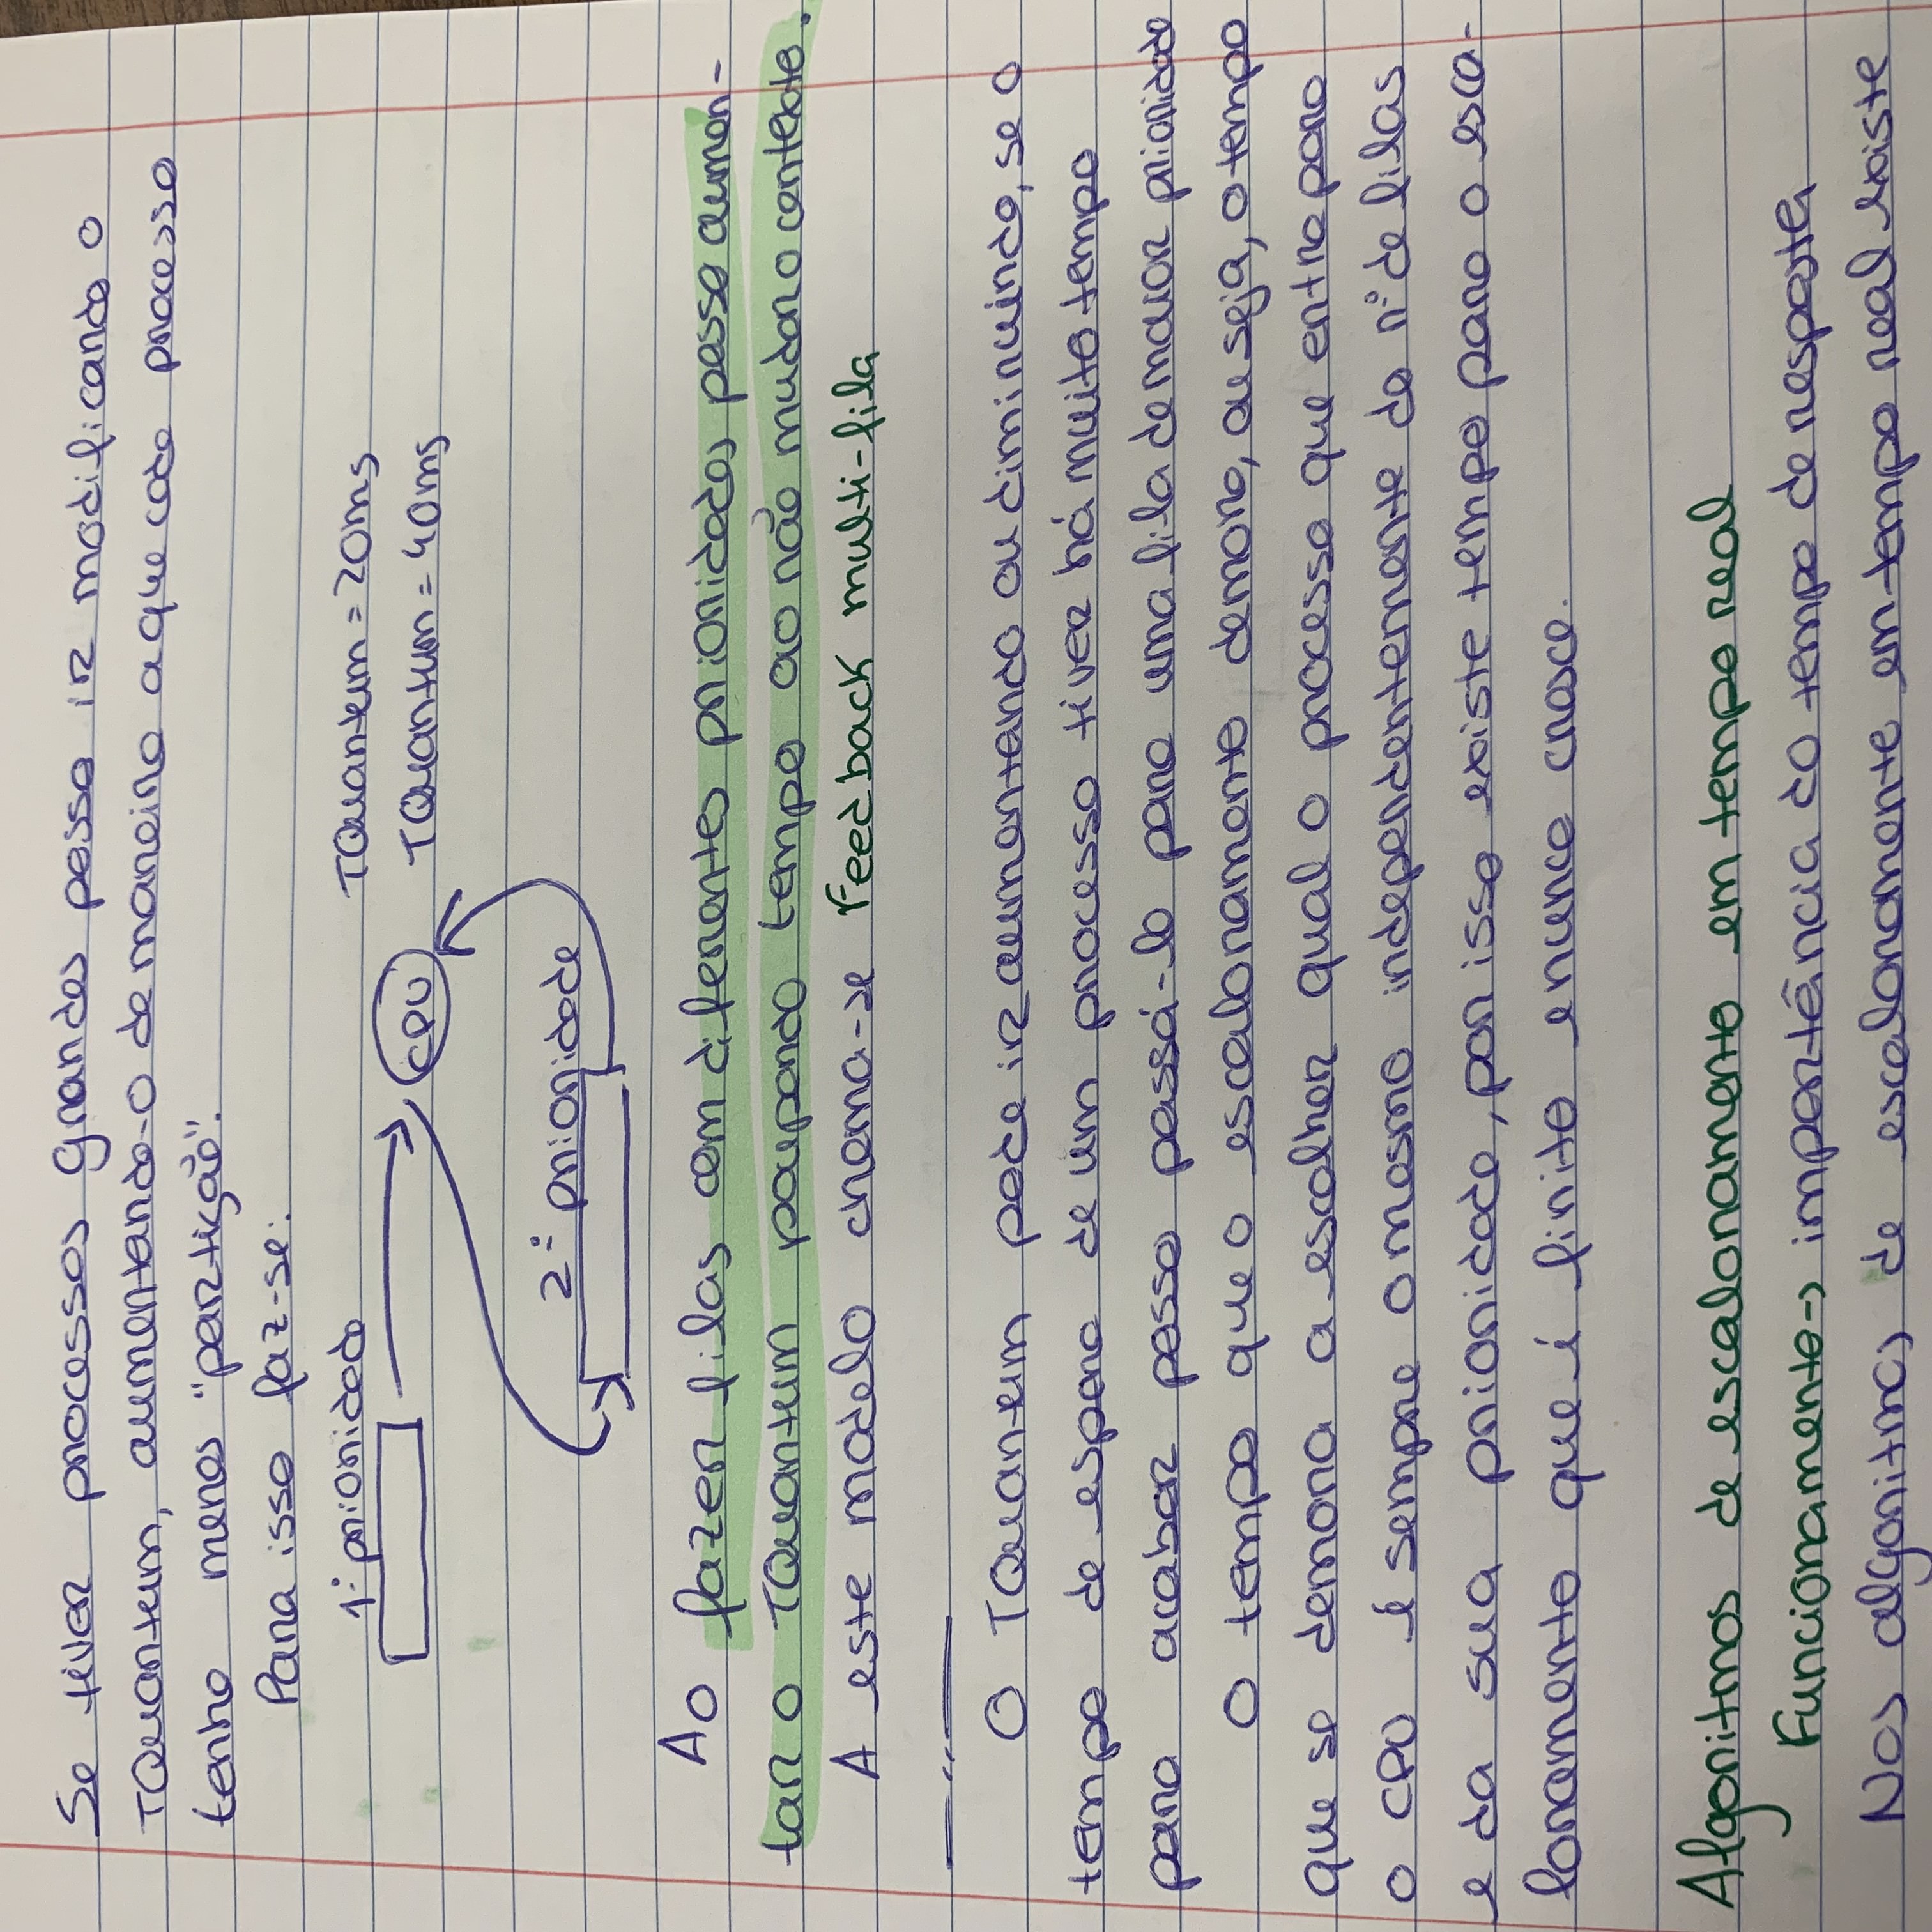 Se tiver processos grandes posso ir modificando o
TQuantum, aumentando-o de maneira a que cada processo
tenha menos "partição".
Para isso faz-se:
1ª prioridade
TQuantum = 20ms
CPU
TQuantum = 40ms
2ª prioridade
Ao fazer filas com diferentes prioridades posso aumen-
tar o TQuantum poupando tempo ao não mudar o contexto.
A este modelo chama-se Feedback multi-fila
O TQuantum pode ir aumentando ou diminuindo, se o
tempo de espera de um processo tiver há muito tempo
para acabar posso passá-lo para uma fila de maior prioridade
O tempo que o escalonamento demora, ou seja, o tempo
que se demora a escolher qual o processo que entra para
o CPU é sempre o mesmo independentemente do nº de filas
e da sua prioridade, por isso existe tempo para o esca-
lonamento que é finito e nunca cresce.
Algoritmos de escalonamento em tempo real
Funcionamento → importância do tempo de resposta
Nos algoritmos de escalonamento em tempo real existe